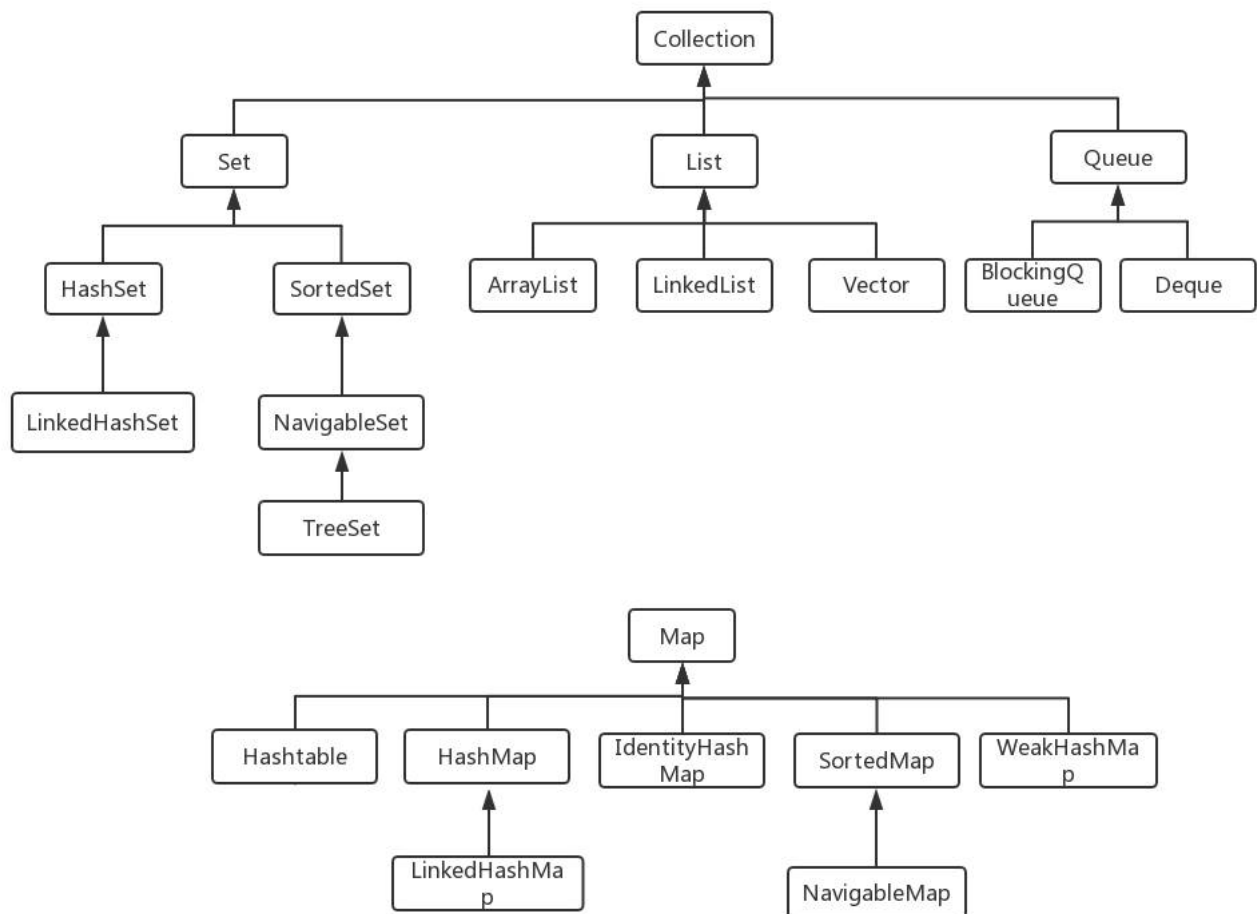 Collection
Set
List
Queue
HashSet
SortedSet
ArrayList
LinkedList
Vector
BlockingQ
ueue
Deque
LinkedHashSet
NavigableSet
TreeSet
Map
Hashtable
HashMap
IdentityHash
Map
SortedMap
WeakHashMa
p
LinkedHashMa
p
NavigableMap